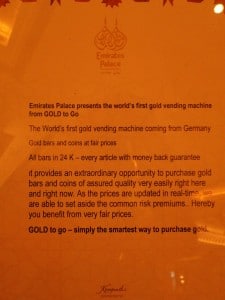 Emirates Palace
Emirates Palace presents the world's first gold vending machine
from GOLD to Go
The World's first gold vending machine coming from Germany
Gold bars and coins at fair prices
All bars in 24 K – every article with money back guarantee
it provides an extraordinary opportunity to purchase gold
bars and coins of assured quality very easily right here
and right now. As the prices are updated in real-time, we
are able to set aside the common risk premiums.. Hereby
you benefit from very fair prices.
GOLD to go – simply the smartest way to purchase gold.
Kempinski